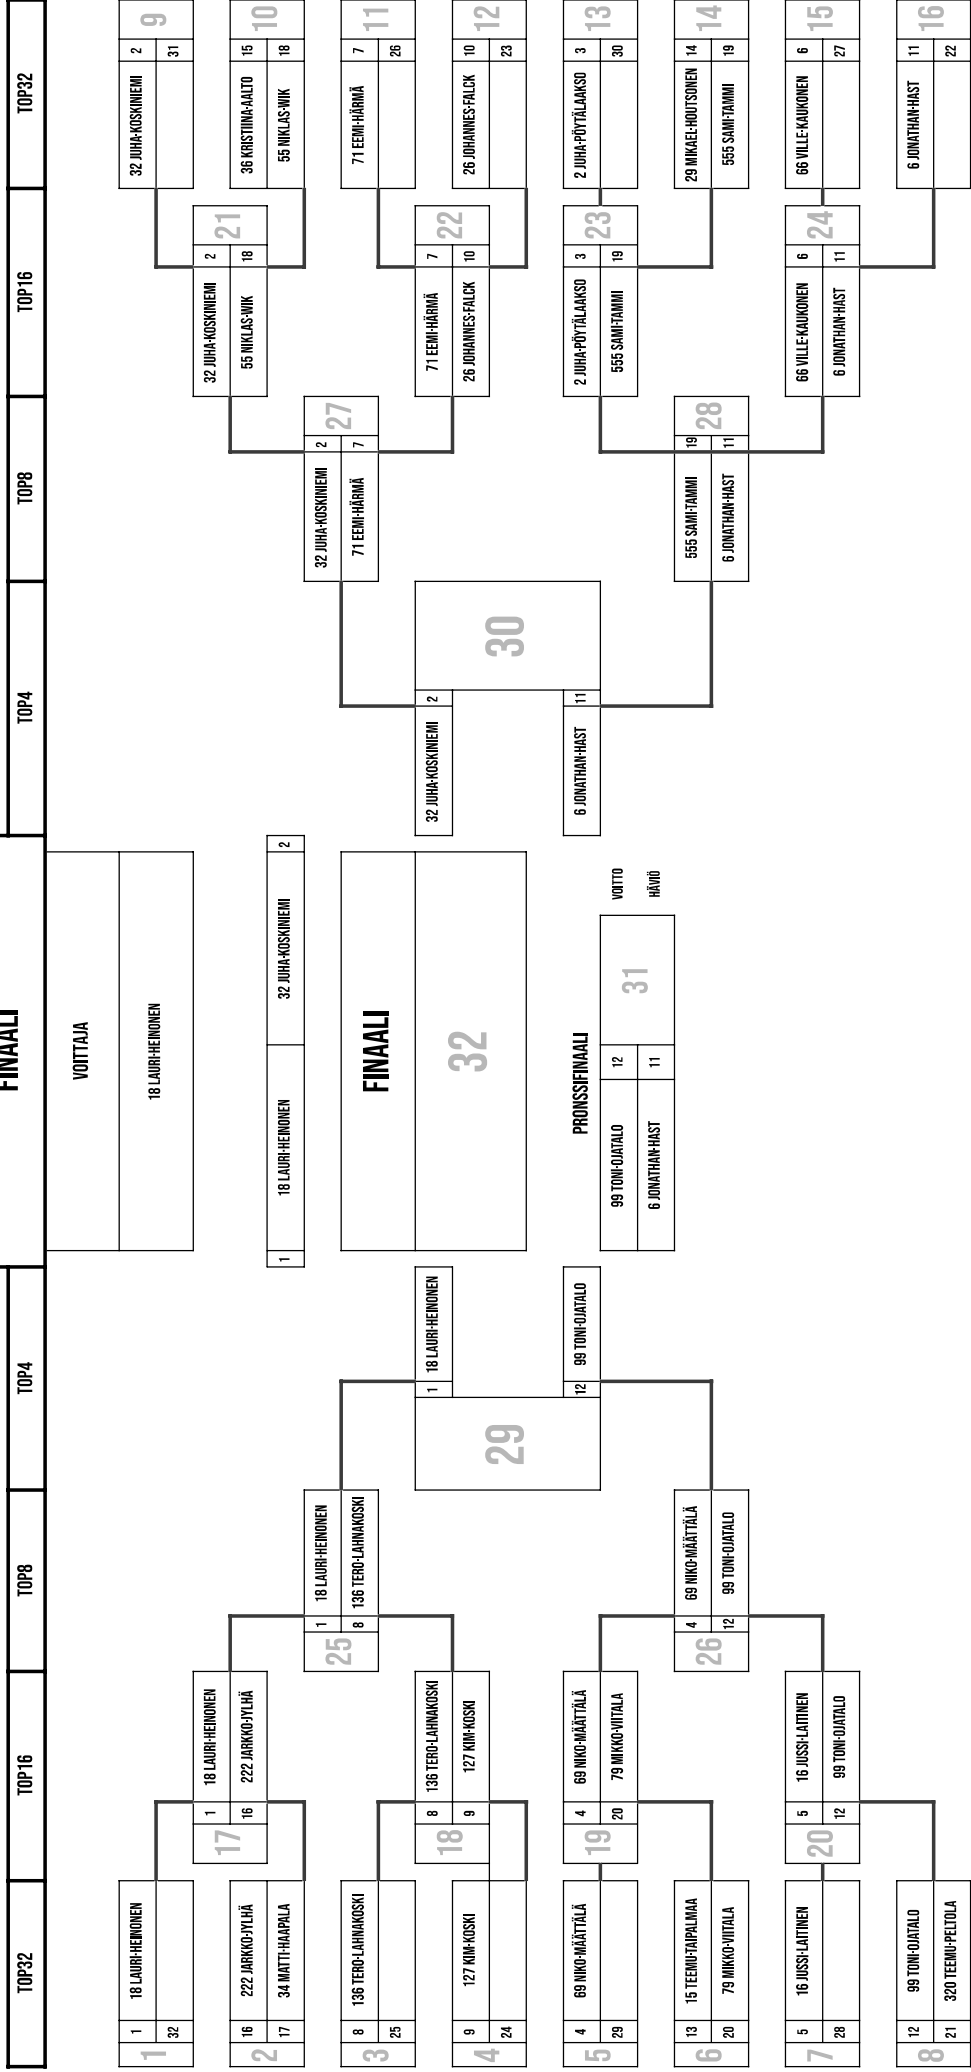 FINAALI
TOP32 TOP16 TOP8 TOP4 TOP4 TOP8 TOP16 TOP32
VOITTAJA
1 18 LAURI-HEINONEN 32 JUHA-KOSKINIEMI 2
1 18 LAURI-HEINONEN 9
32 31
1 18 LAURI-HEINONEN 32 JUHA-KOSKINIEMI 2
17 21
16 222 JARKKO-JYLHÄ 222 JARKKO-JYLHÄ 16 55 NIKLAS-WIK 18 36 KRISTIINA-AALTO 15
2 10
17 34 MATTI-HAAPALA 1 18 LAURI-HEINONEN 32 JUHA-KOSKINIEMI 2 55 NIKLAS-WIK 18
1 18 LAURI-HEINONEN 32 JUHA-KOSKINIEMI 2
25 27
8 136 TERO-LAHNAKOSKI 8 136 TERO-LAHNAKOSKI 71 EEMI-HÄRMÄ 7 71 EEMI-HÄRMÄ 7
3 FINAALI 11
25 26
8 136 TERO-LAHNAKOSKI 1 18 LAURI-HEINONEN 32 JUHA-KOSKINIEMI 2 71 EEMI-HÄRMÄ 7
18 22
9 127 KIM-KOSKI 9 127 KIM-KOSKI 32 26 JOHANNES-FALCK 10 26 JOHANNES-FALCK 10
4 12
24 29 30 23
4 69 NIKO-MÄÄTTÄLÄ 4 69 NIKO-MÄÄTTÄLÄ 12 99 TONI-OJATALO PRONSSIFINAALI 6 JONATHAN-HAST 11 2 JUHA-PÖYTÄLAAKSO 3 2 JUHA-PÖYTÄLAAKSO 3
5 19 23 13
29 20 79 MIKKO-VIITALA 99 TONI-OJATALO 12 VOITTO 555 SAMI-TAMMI 19 30
31
6 JONATHAN-HAST 11 HÄVIÖ
13 15 TEEMU-TAIPALMAA 4 69 NIKO-MÄÄTTÄLÄ 555 SAMI-TAMMI 19 29 MIKAEL-HOUTSONEN 14
6 26 28 14
20 79 MIKKO-VIITALA 12 99 TONI-OJATALO 6 JONATHAN-HAST 11 555 SAMI-TAMMI 19
5 16 JUSSI-LAITINEN 5 16 JUSSI-LAITINEN 66 VILLE-KAUKONEN 6 66 VILLE-KAUKONEN 6
7 20 24 15
28 12 99 TONI-OJATALO 6 JONATHAN-HAST 11 27
12 99 TONI-OJATALO 6 JONATHAN-HAST 11
8 16
21 320 TEEMU-PELTOLA 22